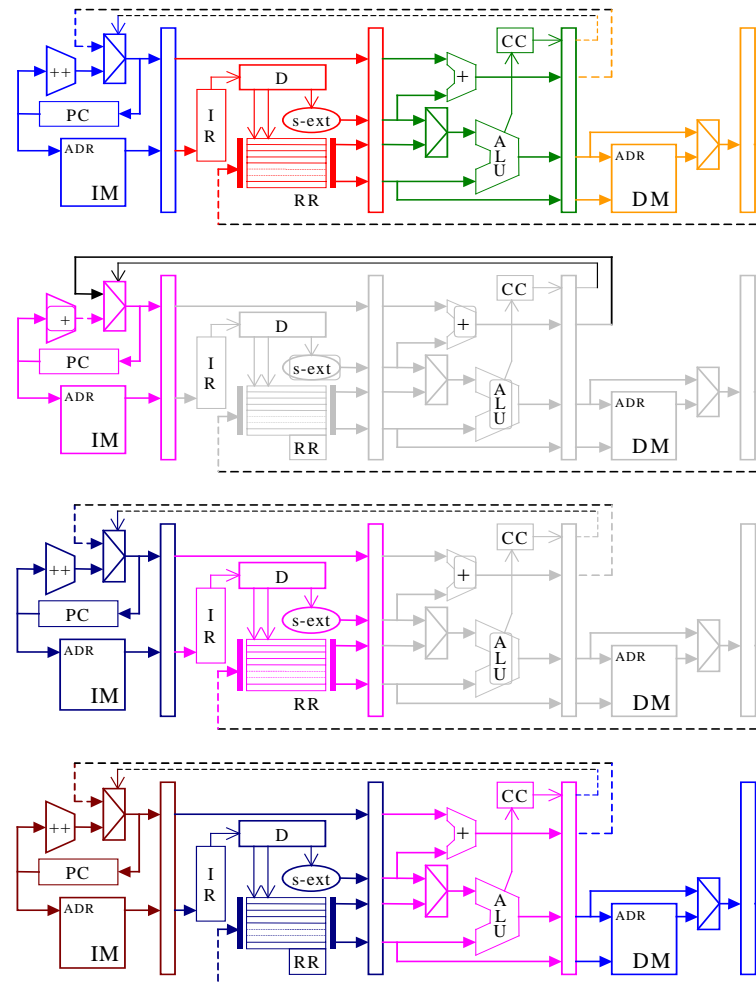 CC
++
+
D
PC
I
R
s-ext
ADR
A
L
U
ADR
IM
RR
DM
CC
+
+
D
PC
I
R
s-ext
ADR
A
L
U
ADR
IM
RR
DM
CC
++
+
D
PC
I
R
s-ext
ADR
A
L
U
ADR
IM
RR
DM
CC
++
+
D
PC
I
R
s-ext
ADR
A
L
U
ADR
IM
RR
DM